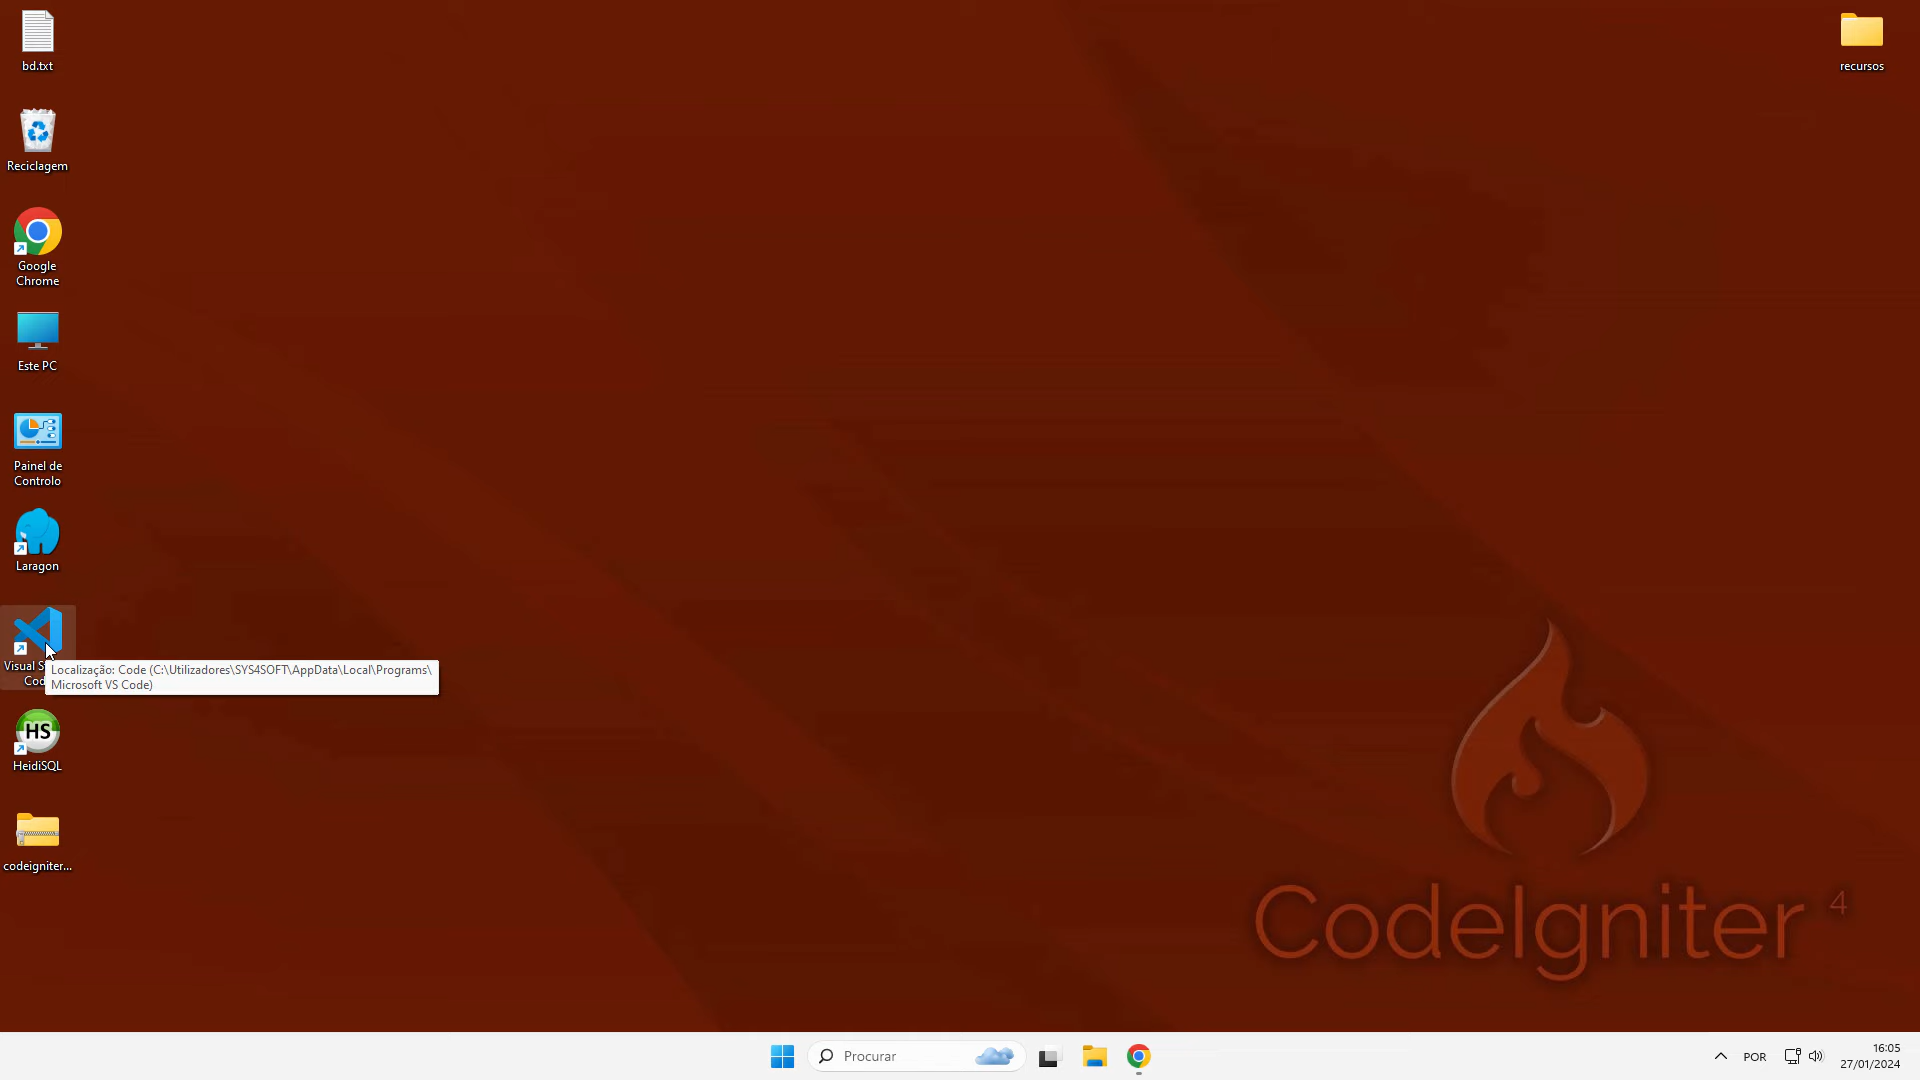 bd.txt
recursos
Reciclagem
Google
Chrome
Este PC
Painel de
Controlo
Laragon
Visual
Localização: Code (C:\Utilizadores\SYS4SOFT\AppData\Local\Programs\
Microsoft VS Code)
HS
HeidiSQL
codeigniter...
CodeIgniter 4
Procurar
POR
16:05
27/01/2024